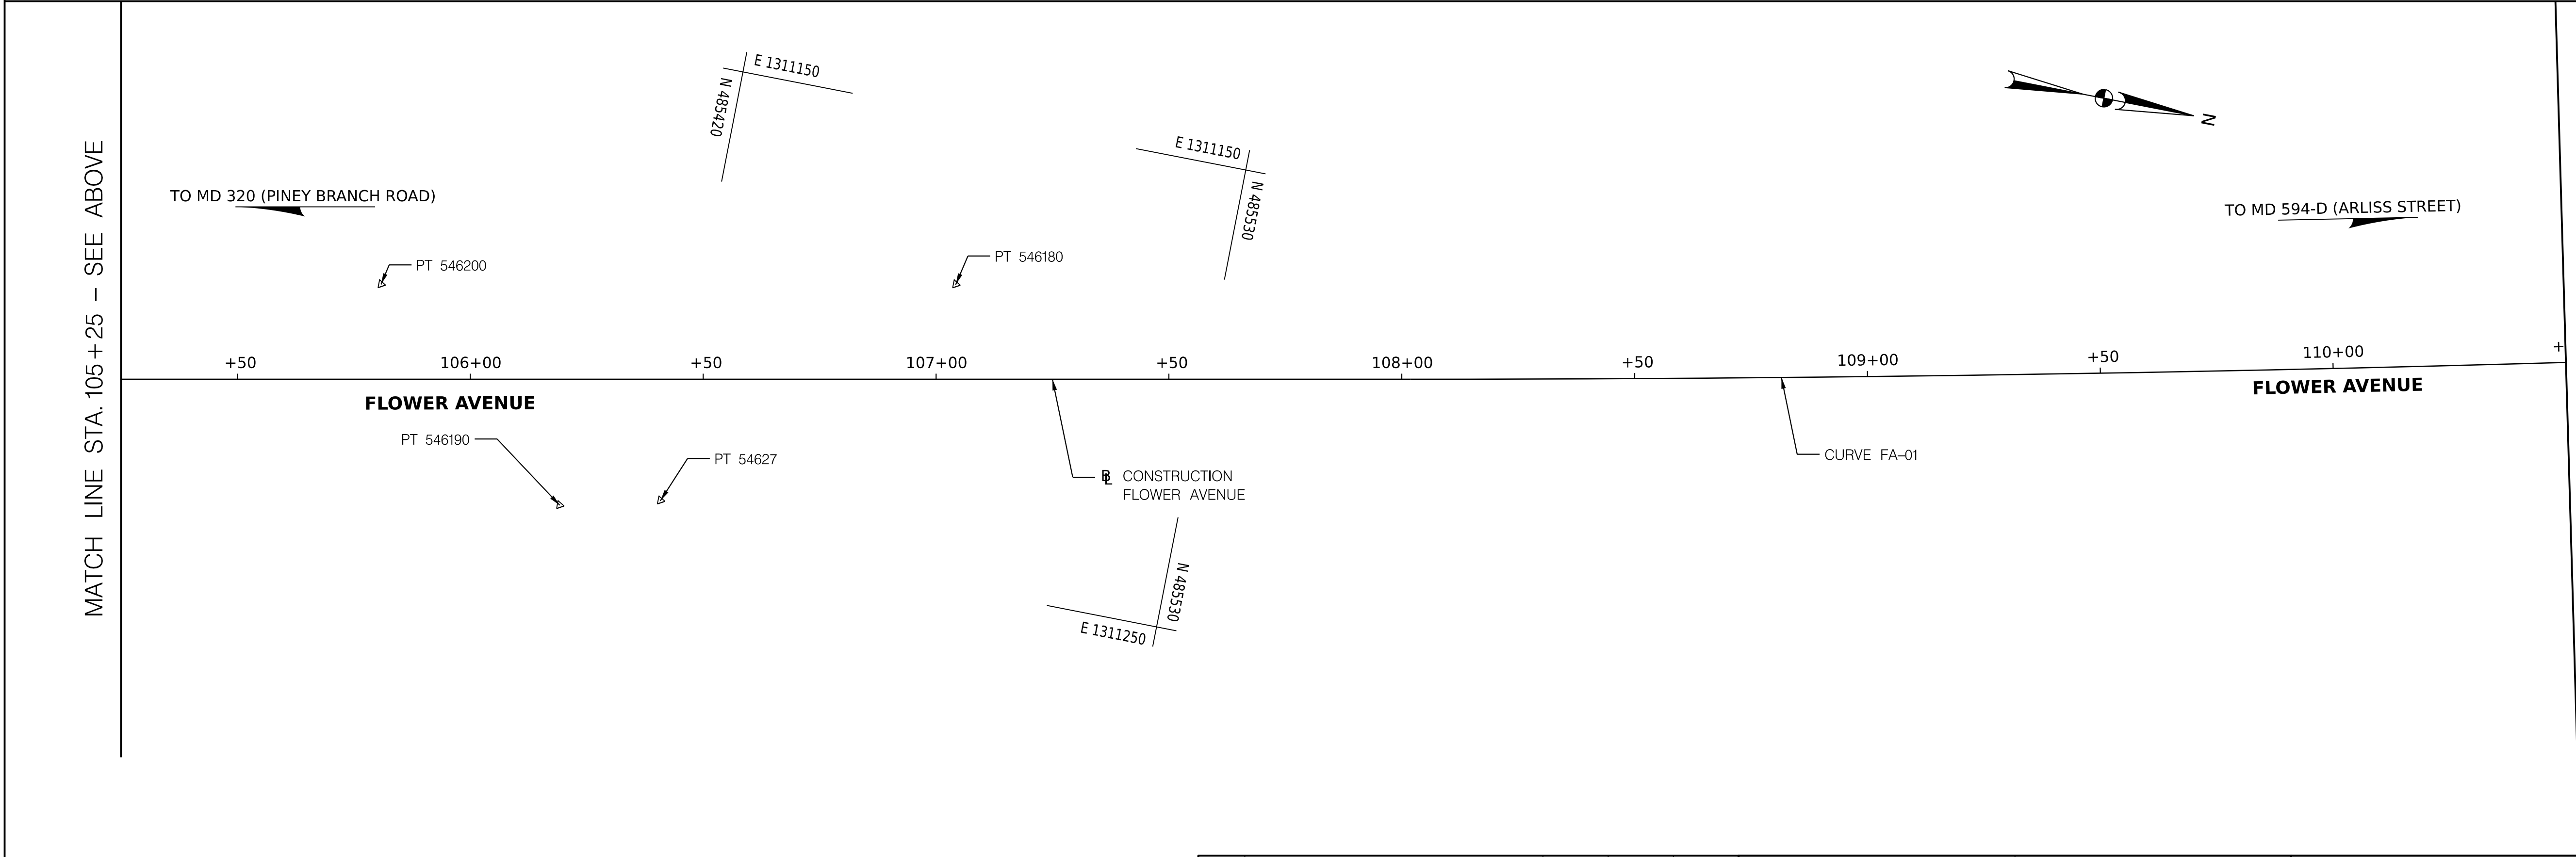 MATCH LINE STA. 105+25 - SEE ABOVE
E 1311150
N 485420
E 1311150
N 485530
N
TO MD 320 (PINEY BRANCH ROAD)
TO MD 594-D (ARLISS STREET)
PT 546200
PT 546180
+50
106+00
+50
107+00
+50
108+00
+50
109+00
+50
110+00
+
FLOWER AVENUE
FLOWER AVENUE
PT 546190
PT 54627
BL CONSTRUCTION
FLOWER AVENUE
CURVE FA-01
N 485530
E 1311250